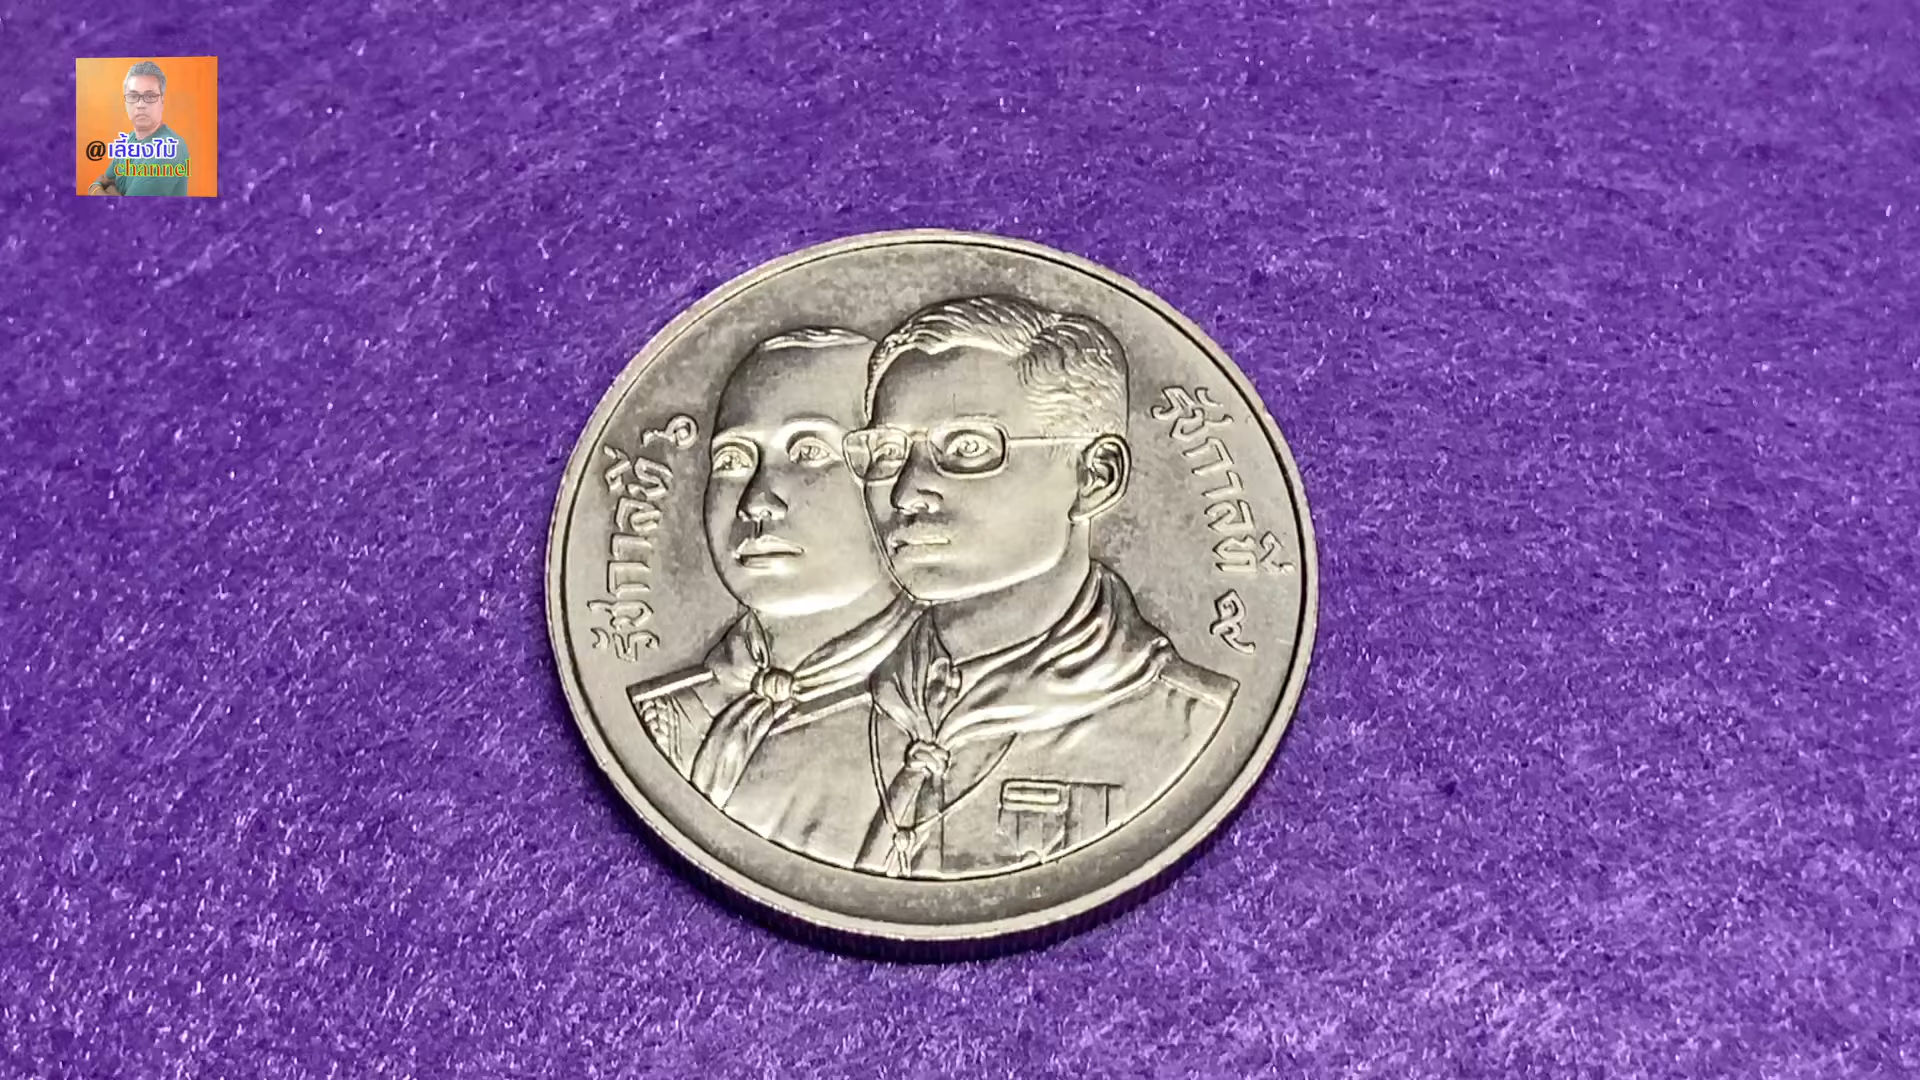 @เลี้ยงไม้
channel
รัชกาลที่ ๖
รัชกาลที่ ๙